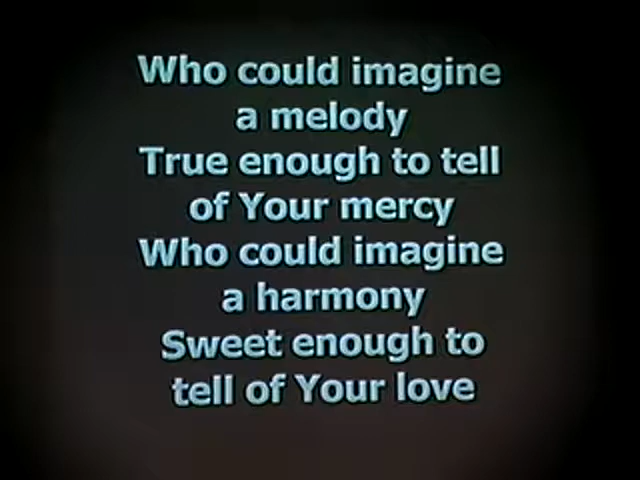 Who could imagine
a melody
True enough to tell
of Your mercy
Who could imagine
a harmony
Sweet enough to
tell of Your love